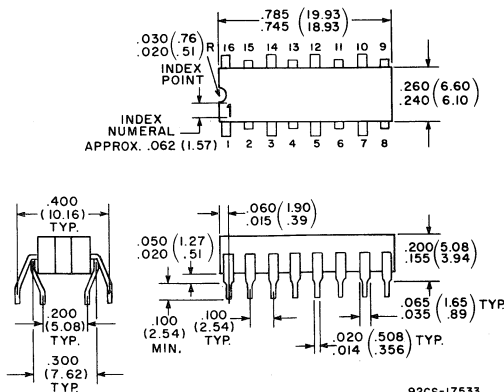 .785 (19.93)
.745 (18.93)
.030 (.76) R
.020 (.51)
16 15 14 13 12 11 10 9
INDEX
POINT
.260 (6.60)
.240 (6.10)
1
INDEX
NUMERAL
APPROX. .062 (1.57)
1 2 3 4 5 6 7 8
.400
(10.16)
TYP.
.060 (1.90)
.015 (.39)
.050 (1.27)
.020 (.51)
.200 (5.08)
.155 (3.94)
.200
(5.08)
TYP.
.100
(2.54)
MIN.
.100
(2.54)
TYP.
.065 (1.65) TYP.
.035 (.89)
.020 (.508) TYP.
.014 (.356)
.300
(7.62)
TYP.
92CS-17533